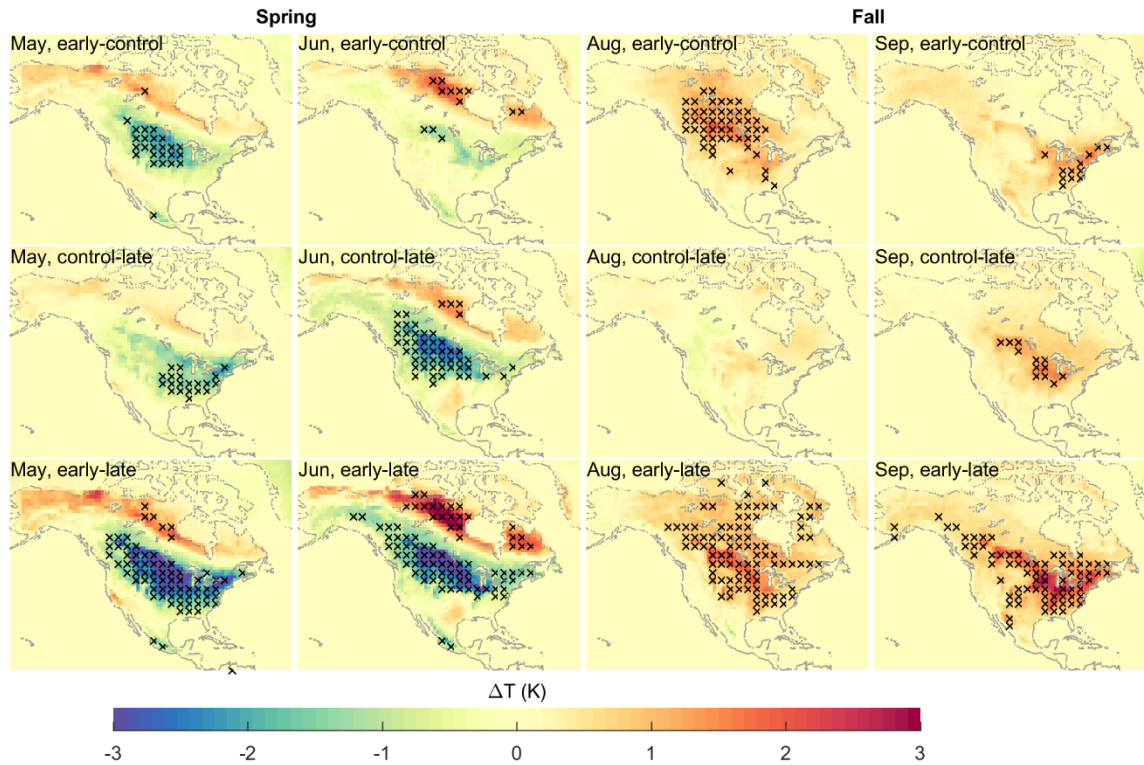 Spring Fall
May, early-control Jun, early-control Aug, early-control Sep, early-control
May, control-late Jun, control-late Aug, control-late Sep, control-late
May, early-late Jun, early-late Aug, early-late Sep, early-late
ΔT (K)
-3 -2 -1 0 1 2 3